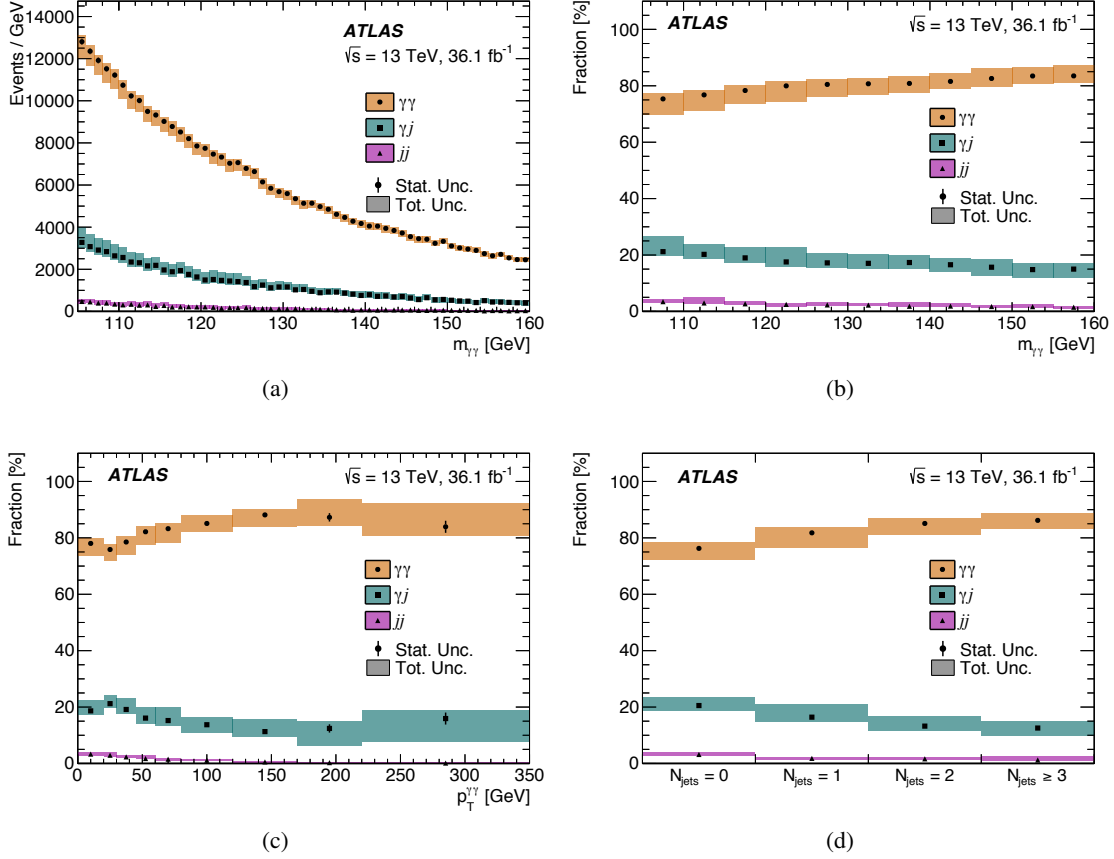 Events / GeV
14000
12000
10000
8000
6000
4000
2000
0
ATLAS
√s = 13 TeV, 36.1 fb⁻¹
γγ
γj
jj
Stat. Unc.
Tot. Unc.
110 120 130 140 150 160
m_γγ [GeV]
(a)
Fraction [%]
100
80
60
40
20
0
ATLAS
√s = 13 TeV, 36.1 fb⁻¹
γγ
γj
jj
Stat. Unc.
Tot. Unc.
110 120 130 140 150 160
m_γγ [GeV]
(b)
Fraction [%]
100
80
60
40
20
0
ATLAS
√s = 13 TeV, 36.1 fb⁻¹
γγ
γj
jj
Stat. Unc.
Tot. Unc.
0 50 100 150 200 250 300 350
p_T^γγ [GeV]
(c)
Fraction [%]
100
80
60
40
20
0
ATLAS
√s = 13 TeV, 36.1 fb⁻¹
γγ
γj
jj
Stat. Unc.
Tot. Unc.
N_jets = 0 N_jets = 1 N_jets = 2 N_jets ≥ 3
(d)